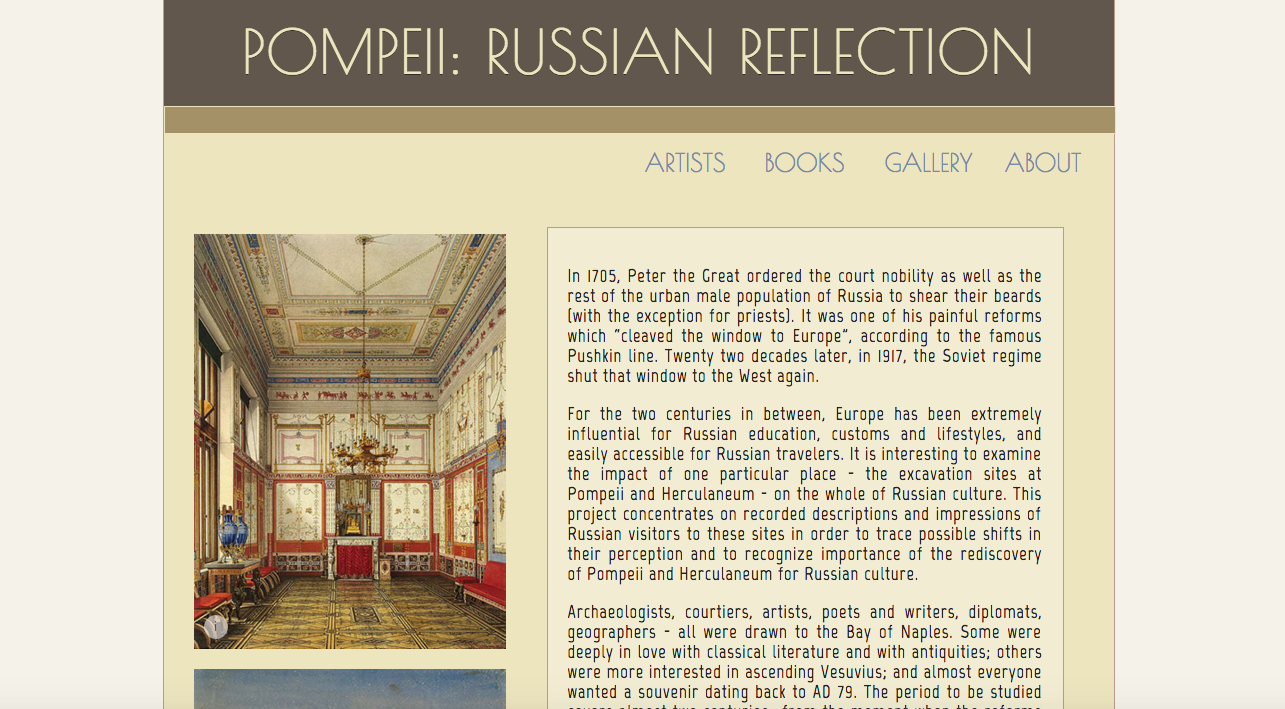 POMPEII: RUSSIAN REFLECTION
ARTISTS BOOKS GALLERY ABOUT
In 1705, Peter the Great ordered the court nobility as well as the
rest of the urban male population of Russia to shear their beards
(with the exception for priests). It was one of his painful reforms
which "cleaved the window to Europe", according to the famous
Pushkin line. Twenty two decades later, in 1917, the Soviet regime
shut that window to the West again.
For the two centuries in between, Europe has been extremely
influential for Russian education, customs and lifestyles, and
easily accessible for Russian travelers. It is interesting to examine
the impact of one particular place - the excavation sites at
Pompeii and Herculaneum - on the whole of Russian culture. This
project concentrates on recorded descriptions and impressions of
Russian visitors to these sites in order to trace possible shifts in
their perception and to recognize importance of the rediscovery
of Pompeii and Herculaneum for Russian culture.
Archaeologists, courtiers, artists, poets and writers, diplomats,
geographers - all were drawn to the Bay of Naples. Some were
deeply in love with classical literature and with antiquities; others
were more interested in ascending Vesuvius; and almost everyone
wanted a souvenir dating back to AD 79. The period to be studied
i